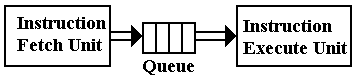 Instruction
Fetch Unit
Queue
Instruction
Execute Unit